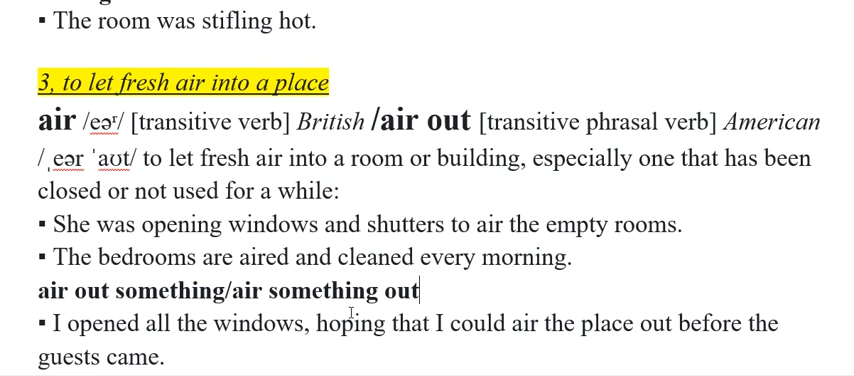 ▪ The room was stifling hot.
3, to let fresh air into a place
air /eəʳ/ [transitive verb] British /air out [transitive phrasal verb] American
/ˌeər ˈaʊt/ to let fresh air into a room or building, especially one that has been
closed or not used for a while:
▪ She was opening windows and shutters to air the empty rooms.
▪ The bedrooms are aired and cleaned every morning.
air out something/air something out
▪ I opened all the windows, hoping that I could air the place out before the
guests came.